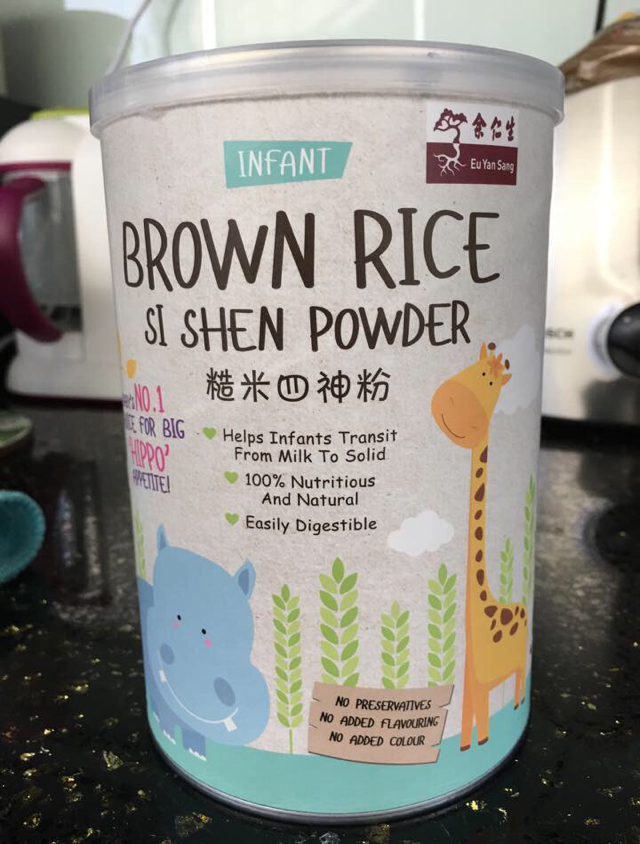 余仁生
Eu Yan Sang
INFANT
BROWN RICE
SI SHEN POWDER
糙米四神粉
NO.1
FOR BIG
'HIPPO'
APPETITE!
Helps Infants Transit
From Milk To Solid
100% Nutritious
And Natural
Easily Digestible
NO PRESERVATIVES
NO ADDED FLAVOURING
NO ADDED COLOUR